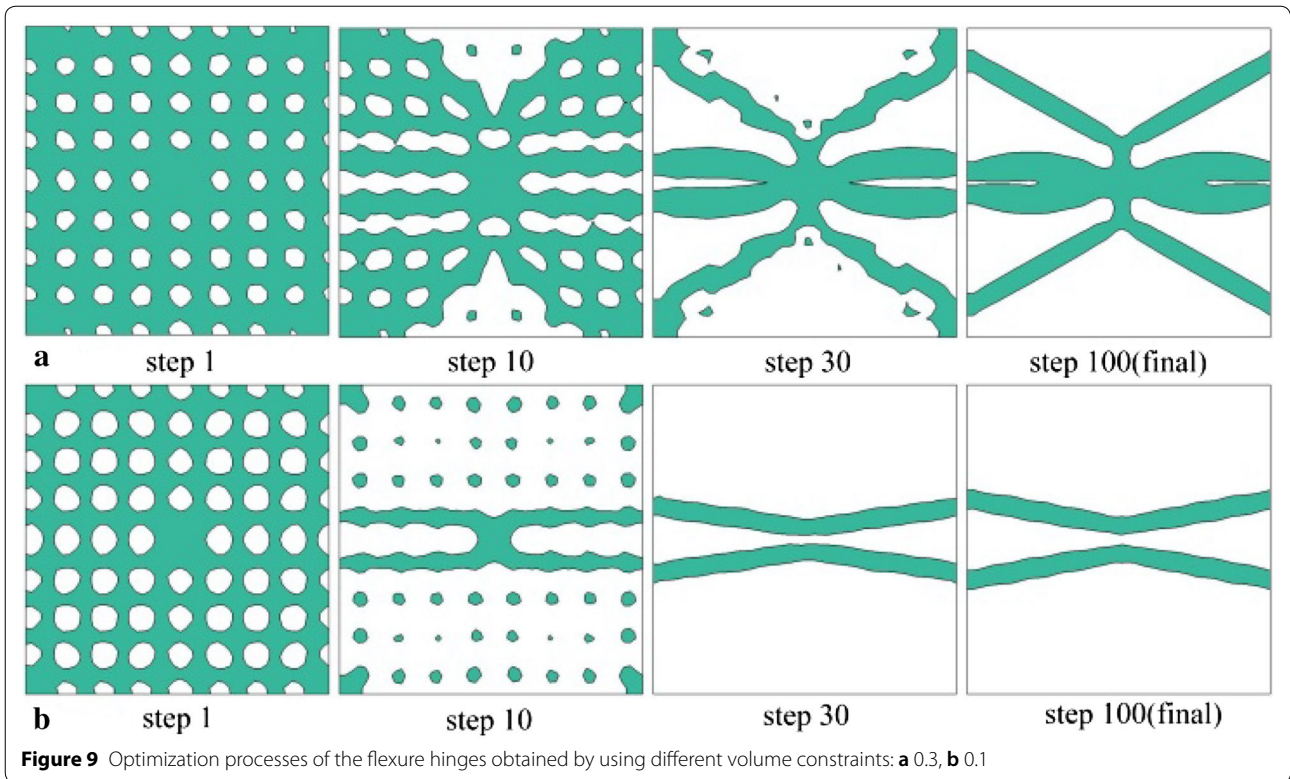 a
step 1
step 10
step 30
step 100(final)
b
step 1
step 10
step 30
step 100(final)
Figure 9 Optimization processes of the flexure hinges obtained by using different volume constraints: a 0.3, b 0.1